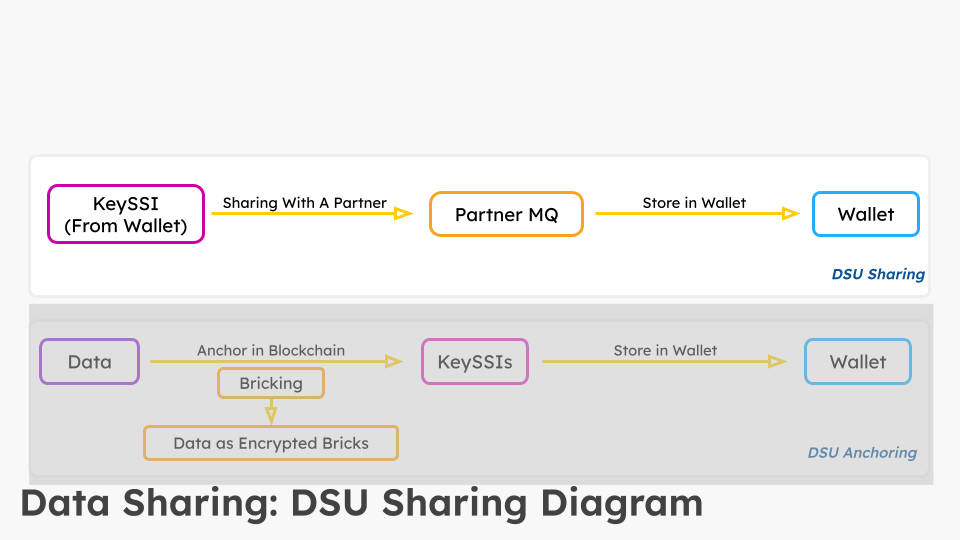 KeySSI
(From Wallet)
Sharing With A Partner
Partner MQ
Store in Wallet
Wallet
DSU Sharing
Data
Anchor in Blockchain
KeySSIs
Store in Wallet
Wallet
Bricking
Data as Encrypted Bricks
DSU Anchoring
Data Sharing: DSU Sharing Diagram